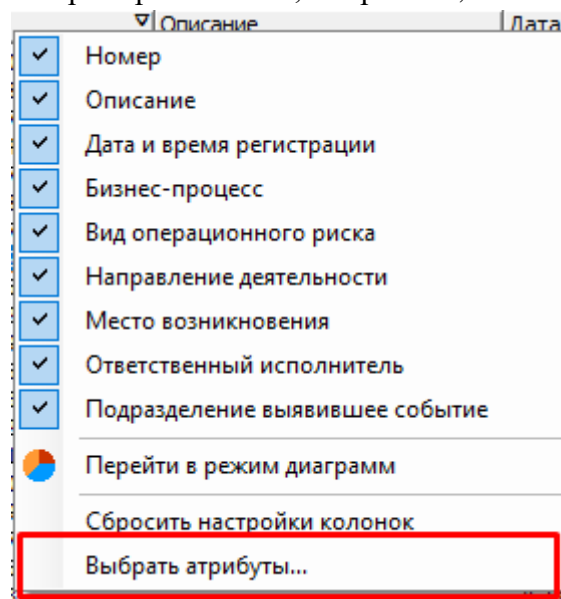 Описание Дата
Номер
Описание
Дата и время регистрации
Бизнес-процесс
Вид операционного риска
Направление деятельности
Место возникновения
Ответственный исполнитель
Подразделение выявившее событие
Перейти в режим диаграмм
Сбросить настройки колонок
Выбрать атрибуты...